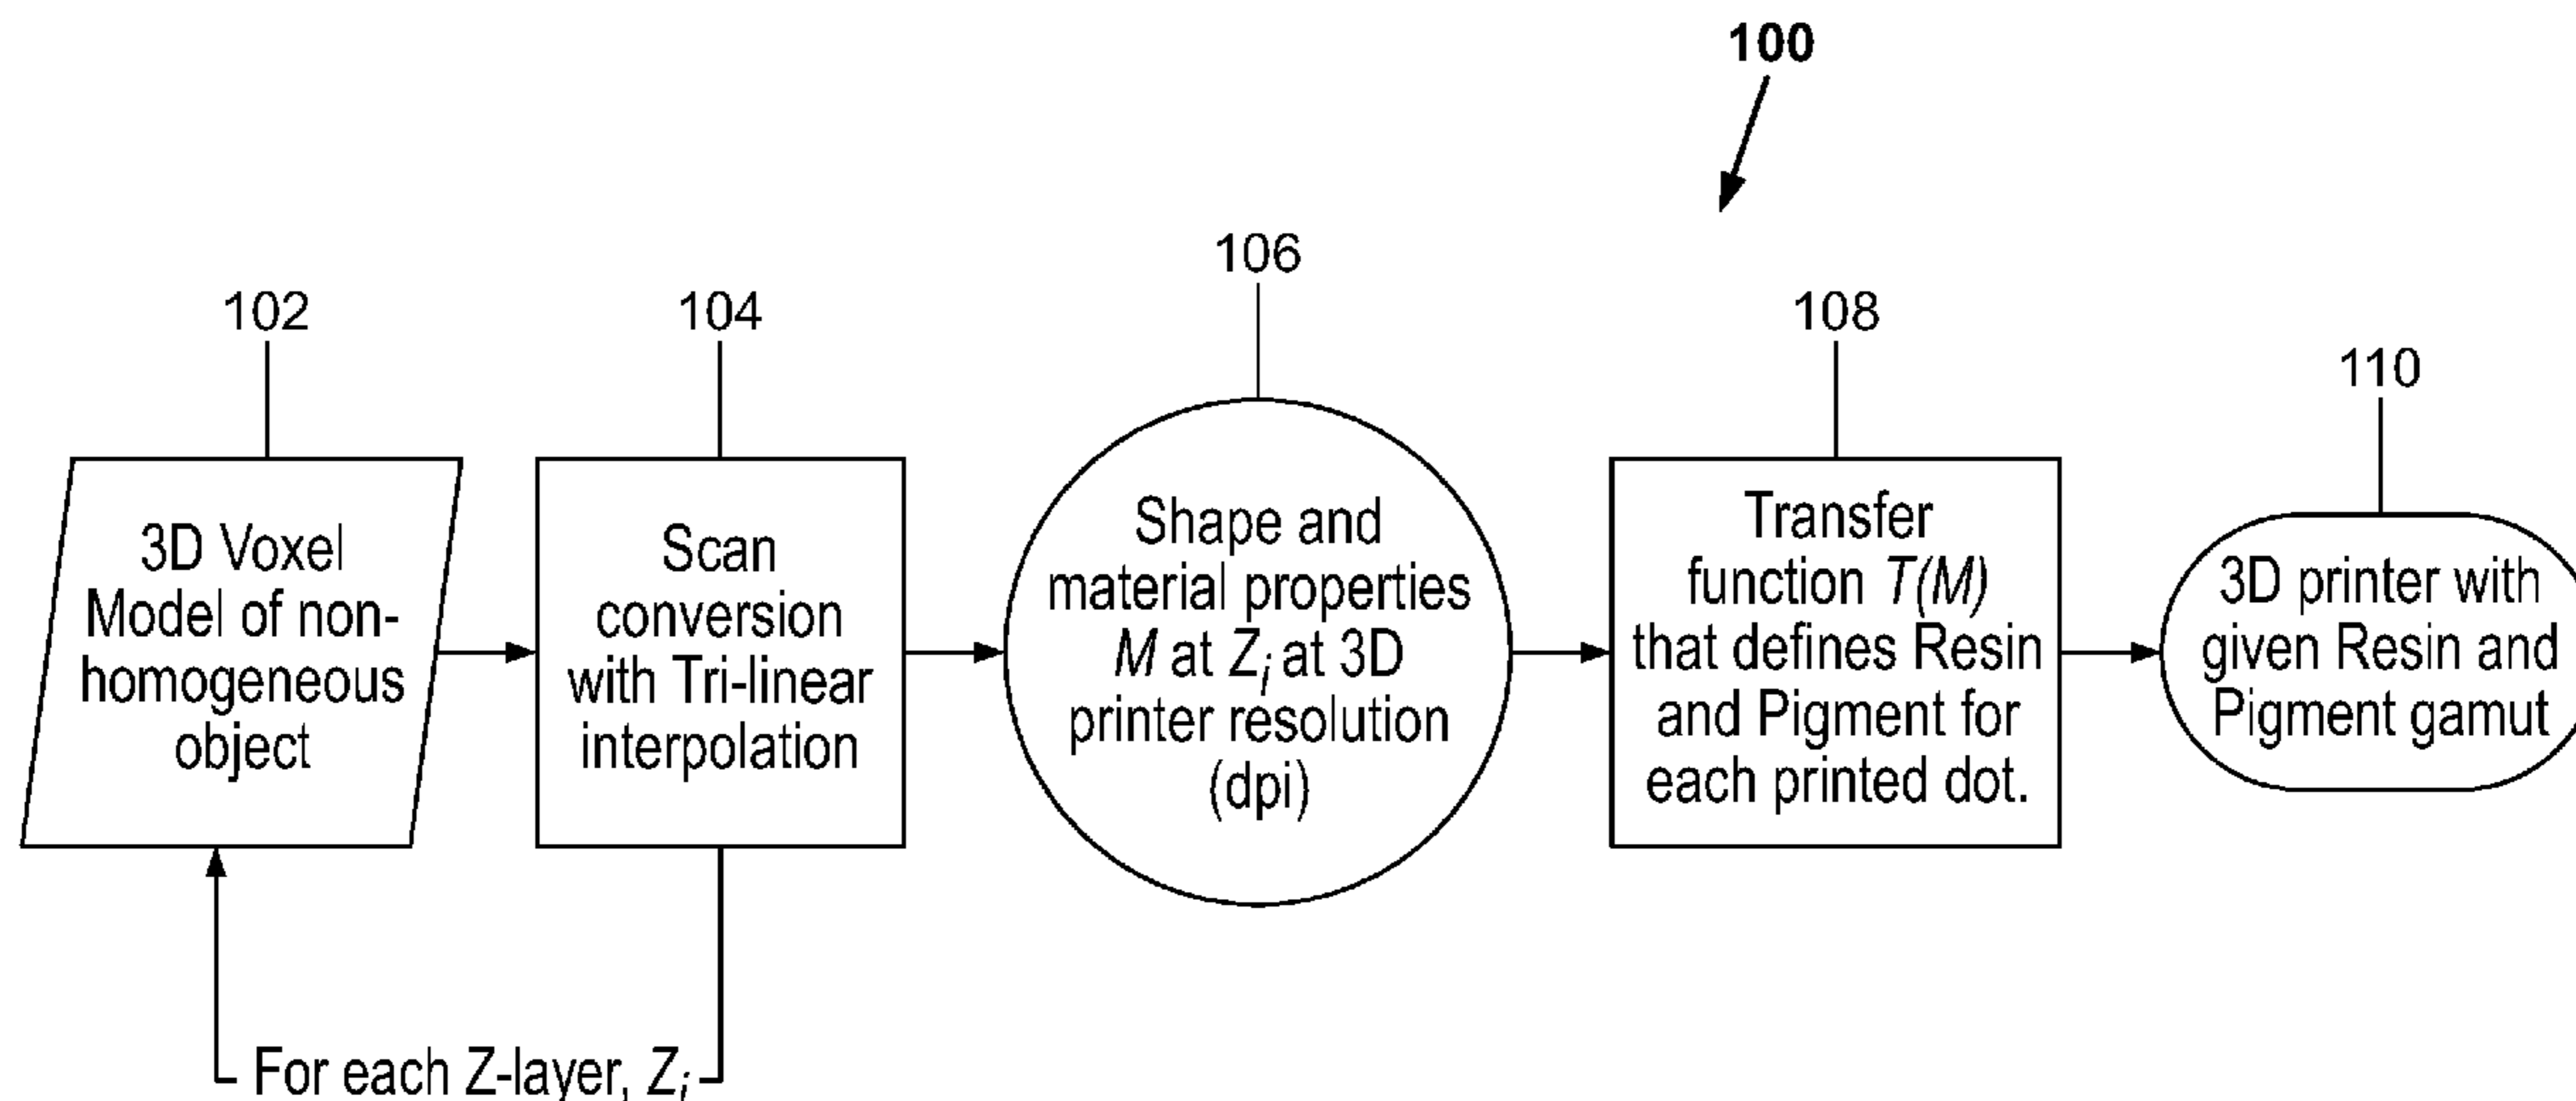 100
102
3D Voxel
Model of non-
homogeneous
object
104
Scan
conversion
with Tri-linear
interpolation
For each Z-layer, Zi
106
Shape and
material properties
M at Zi at 3D
printer resolution
(dpi)
108
Transfer
function T(M)
that defines Resin
and Pigment for
each printed dot.
110
3D printer with
given Resin and
Pigment gamut